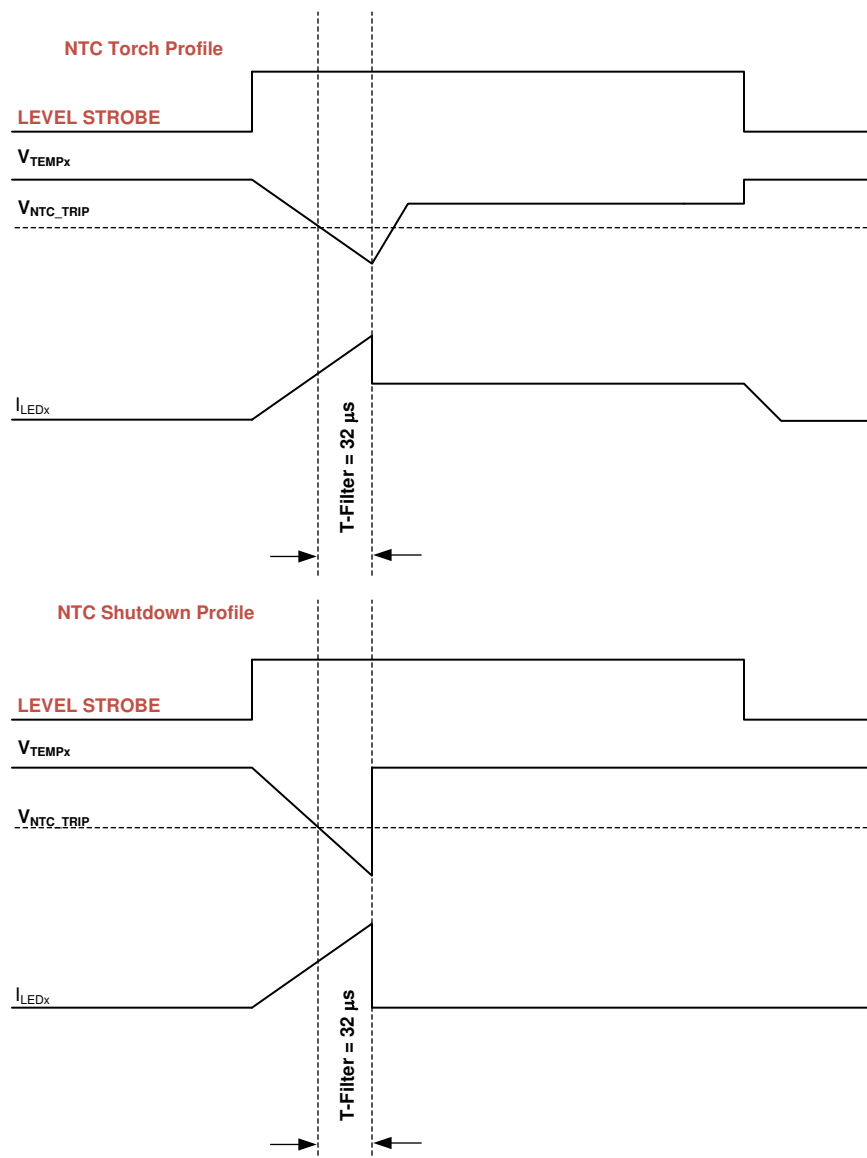 NTC Torch Profile
LEVEL STROBE
VTEMPx
VNTC_TRIP
ILEDx
T-Filter = 32 µs
NTC Shutdown Profile
LEVEL STROBE
VTEMPx
VNTC_TRIP
ILEDx
T-Filter = 32 µs